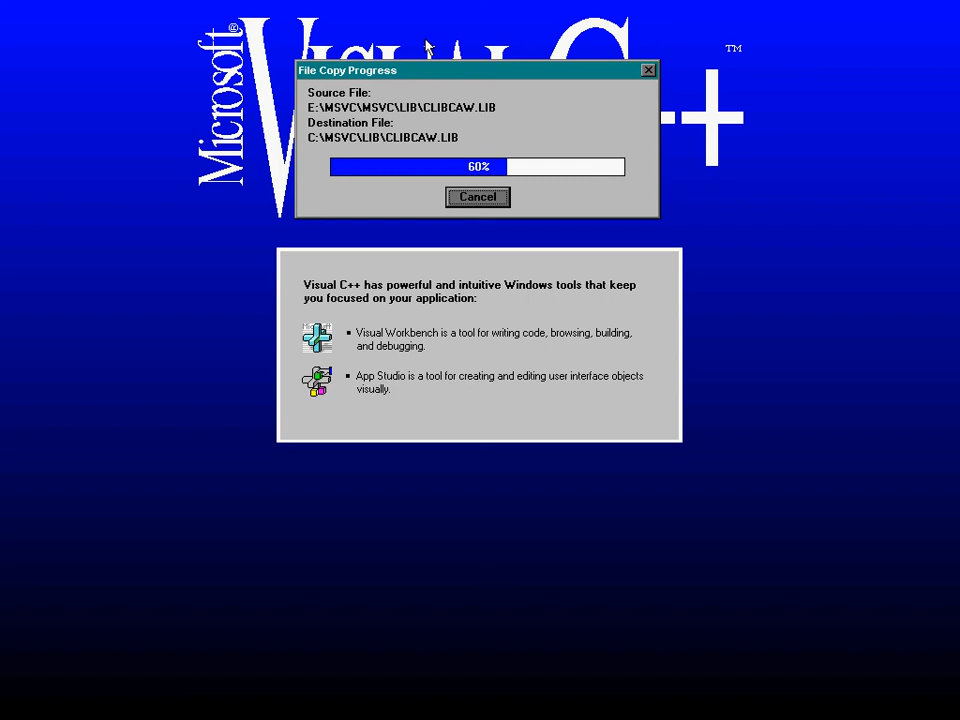 Microsoft®
Visual C++™
File Copy Progress
Source File:
E:\MSVC\MSVC\LIB\CLIBCAW.LIB
Destination File:
C:\MSVC\LIB\CLIBCAW.LIB
60%
Cancel
Visual C++ has powerful and intuitive Windows tools that keep
you focused on your application:
▪ Visual Workbench is a tool for writing code, browsing, building,
and debugging.
▪ App Studio is a tool for creating and editing user interface objects
visually.